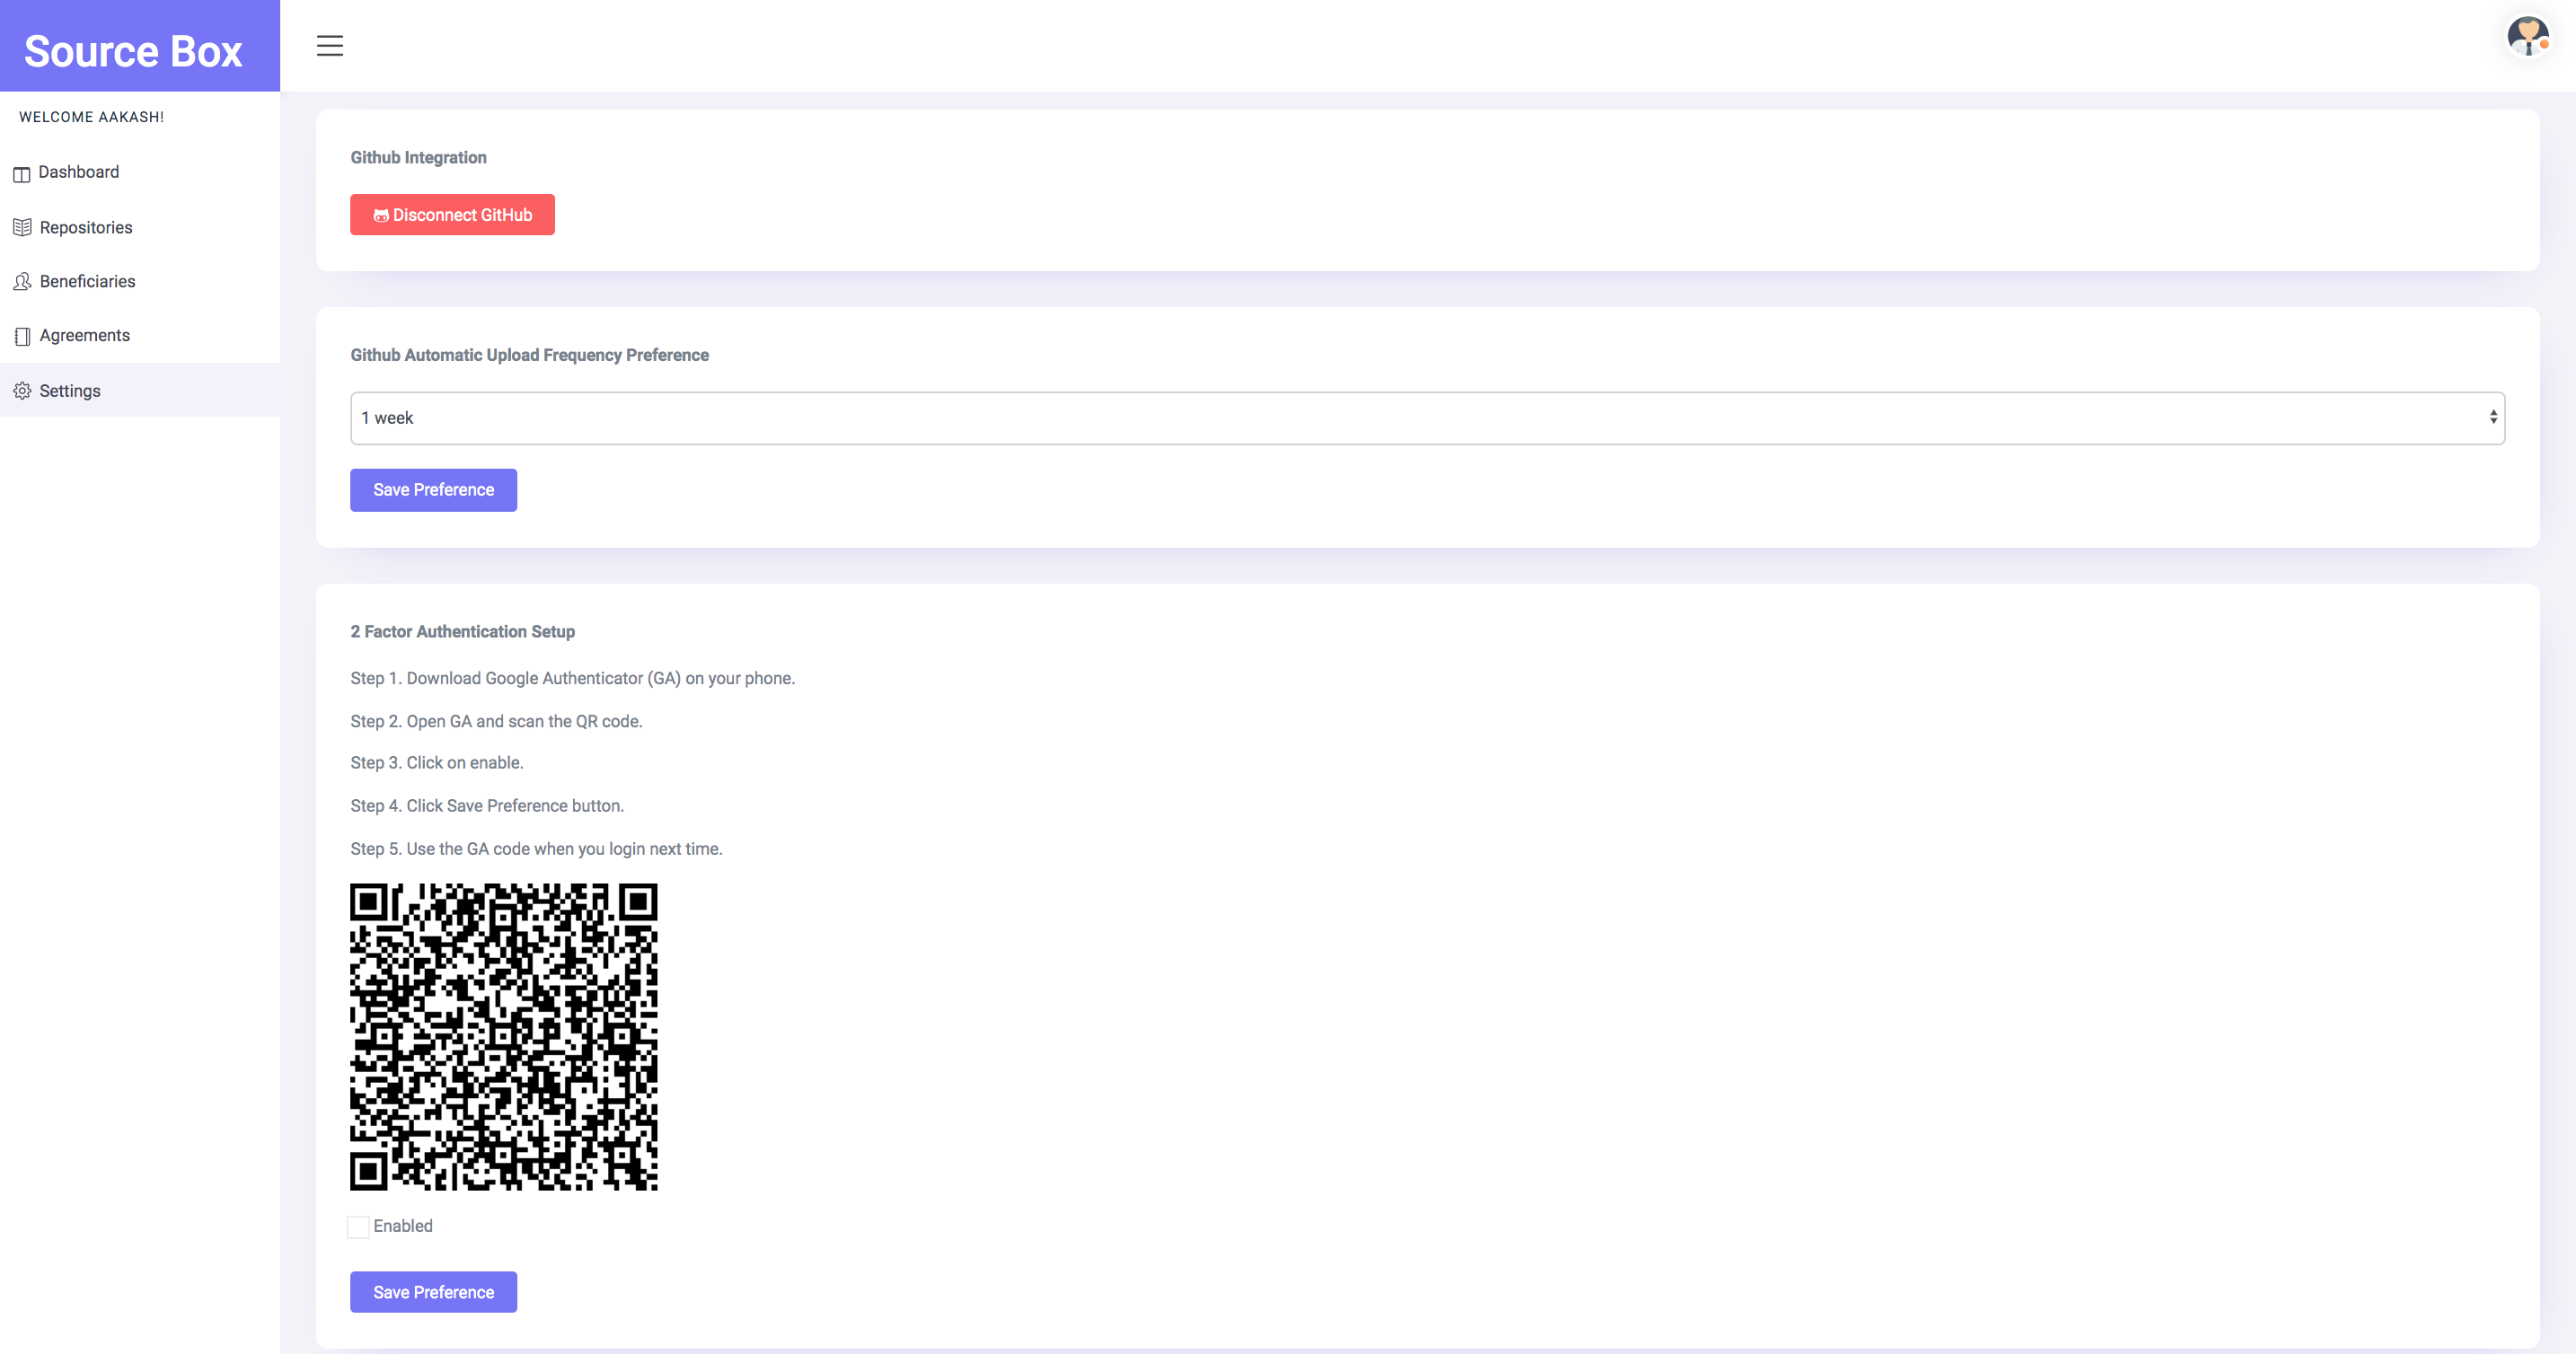 Source Box
WELCOME AAKASH!
Dashboard
Repositories
Beneficiaries
Agreements
Settings
Github Integration
Disconnect GitHub
Github Automatic Upload Frequency Preference
1 week
Save Preference
2 Factor Authentication Setup
Step 1. Download Google Authenticator (GA) on your phone.
Step 2. Open GA and scan the QR code.
Step 3. Click on enable.
Step 4. Click Save Preference button.
Step 5. Use the GA code when you login next time.
Enabled
Save Preference